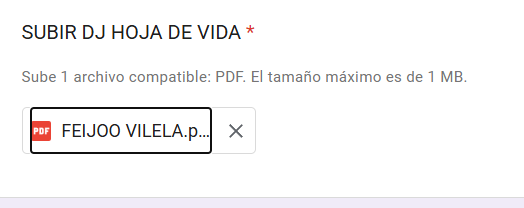 SUBIR DJ HOJA DE VIDA *
Sube 1 archivo compatible: PDF. El tamaño máximo es de 1 MB.
PDF FEIJOO VILELA.p...